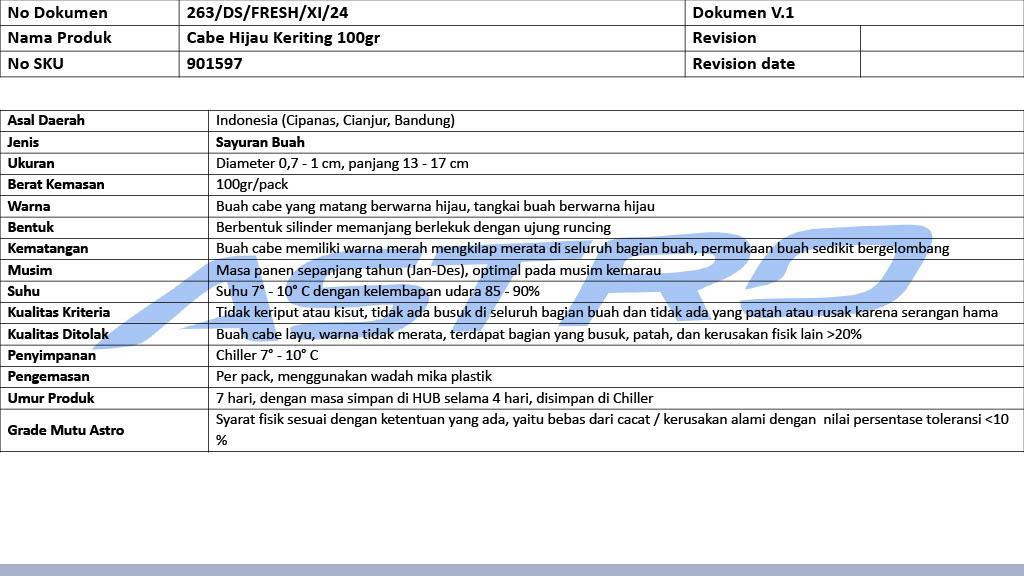 No Dokumen 263/DS/FRESH/XI/24 Dokumen V.1
Nama Produk Cabe Hijau Keriting 100gr Revision
No SKU 901597 Revision date
Asal Daerah Indonesia (Cipanas, Cianjur, Bandung)
Jenis Sayuran Buah
Ukuran Diameter 0,7 - 1 cm, panjang 13 - 17 cm
Berat Kemasan 100gr/pack
Warna Buah cabe yang matang berwarna hijau, tangkai buah berwarna hijau
Bentuk Berbentuk silinder memanjang berlekuk dengan ujung runcing
Kematangan Buah cabe memiliki warna merah mengkilap merata di seluruh bagian buah, permukaan buah sedikit bergelombang
Musim Masa panen sepanjang tahun (Jan-Des), optimal pada musim kemarau
Suhu Suhu 7° - 10° C dengan kelembapan udara 85 - 90%
Kualitas Kriteria Tidak keriput atau kisut, tidak ada busuk di seluruh bagian buah dan tidak ada yang patah atau rusak karena serangan hama
Kualitas Ditolak Buah cabe layu, warna tidak merata, terdapat bagian yang busuk, patah, dan kerusakan fisik lain >20%
Penyimpanan Chiller 7° - 10° C
Pengemasan Per pack, menggunakan wadah mika plastik
Umur Produk 7 hari, dengan masa simpan di HUB selama 4 hari, disimpan di Chiller
Grade Mutu Astro Syarat fisik sesuai dengan ketentuan yang ada, yaitu bebas dari cacat / kerusakan alami dengan  nilai persentase toleransi <10
%
ASTRO